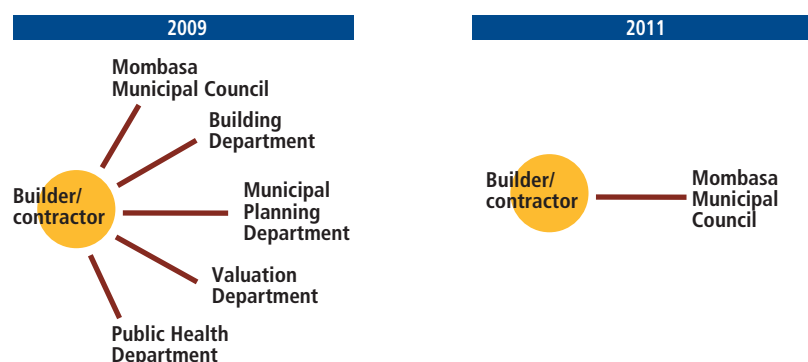 2009
Mombasa
Municipal Council
Building
Department
Builder/
contractor
Municipal
Planning
Department
Valuation
Department
Public Health
Department
2011
Builder/
contractor
Mombasa
Municipal
Council